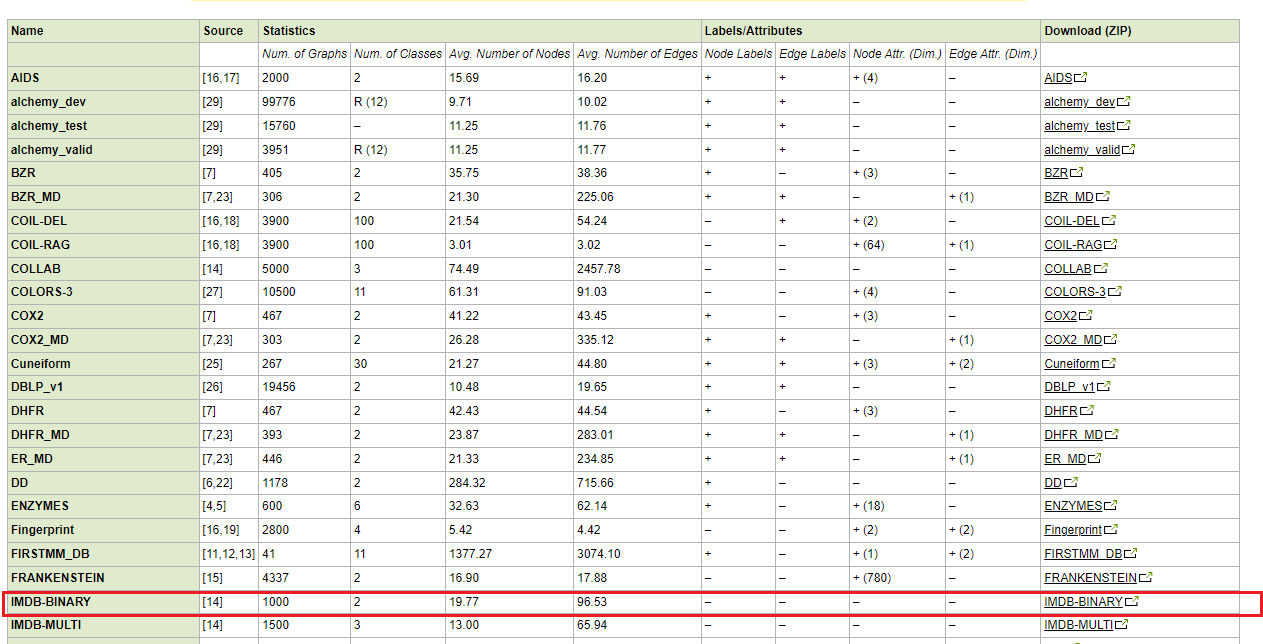 Name Source Statistics Labels/Attributes Download (ZIP)
Num. of Graphs Num. of Classes Avg. Number of Nodes Avg. Number of Edges Node Labels Edge Labels Node Attr. (Dim.) Edge Attr. (Dim.)
AIDS [16,17] 2000 2 15.69 16.20 + + + (4) – AIDS
alchemy_dev [29] 99776 R (12) 9.71 10.02 + + – – alchemy_dev
alchemy_test [29] 15760 – 11.25 11.76 + + – – alchemy_test
alchemy_valid [29] 3951 R (12) 11.25 11.77 + + – – alchemy_valid
BZR [7] 405 2 35.75 38.36 + – + (3) – BZR
BZR_MD [7,23] 306 2 21.30 225.06 + + – + (1) BZR_MD
COIL-DEL [16,18] 3900 100 21.54 54.24 – + + (2) – COIL-DEL
COIL-RAG [16,18] 3900 100 3.01 3.02 – – + (64) + (1) COIL-RAG
COLLAB [14] 5000 3 74.49 2457.78 – – – – COLLAB
COLORS-3 [27] 10500 11 61.31 91.03 – – + (4) – COLORS-3
COX2 [7] 467 2 41.22 43.45 + – + (3) – COX2
COX2_MD [7,23] 303 2 26.28 335.12 + + – + (1) COX2_MD
Cuneiform [25] 267 30 21.27 44.80 + + + (3) + (2) Cuneiform
DBLP_v1 [26] 19456 2 10.48 19.65 + + – – DBLP_v1
DHFR [7] 467 2 42.43 44.54 + – + (3) – DHFR
DHFR_MD [7,23] 393 2 23.87 283.01 + + – + (1) DHFR_MD
ER_MD [7,23] 446 2 21.33 234.85 + + – + (1) ER_MD
DD [6,22] 1178 2 284.32 715.66 + – – – DD
ENZYMES [4,5] 600 6 32.63 62.14 + – + (18) – ENZYMES
Fingerprint [16,19] 2800 4 5.42 4.42 – – + (2) + (2) Fingerprint
FIRSTMM_DB [11,12,13] 41 11 1377.27 3074.10 + – + (1) + (2) FIRSTMM_DB
FRANKENSTEIN [15] 4337 2 16.90 17.88 – – + (780) – FRANKENSTEIN
IMDB-BINARY [14] 1000 2 19.77 96.53 – – – – IMDB-BINARY
IMDB-MULTI [14] 1500 3 13.00 65.94 – – – – IMDB-MULTI